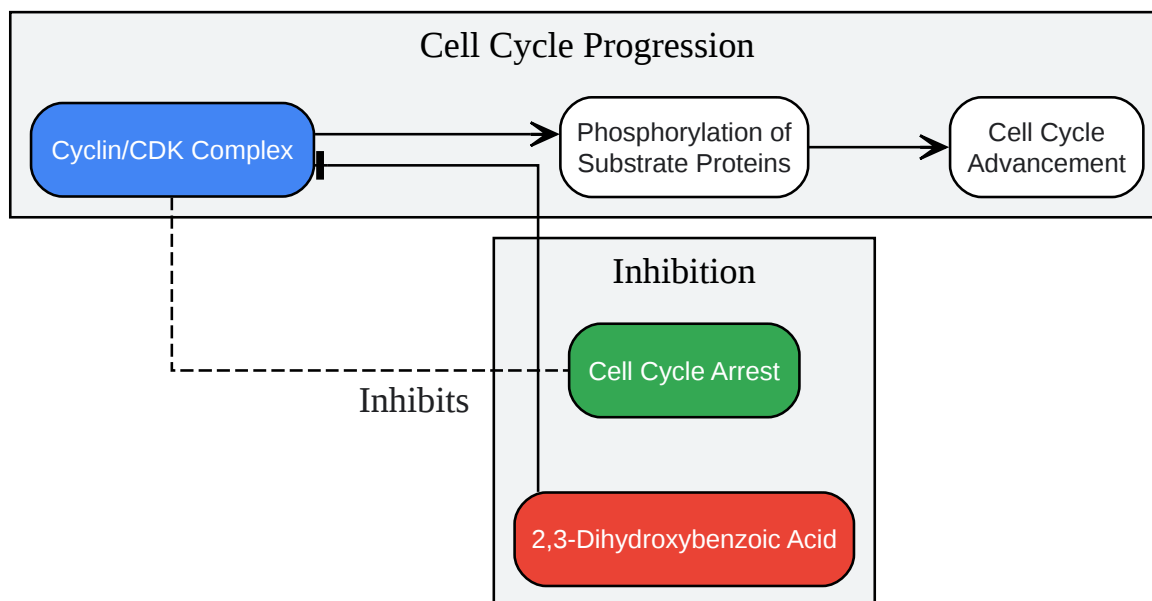 Cell Cycle Progression
Cyclin/CDK Complex
Phosphorylation of
Substrate Proteins
Cell Cycle
Advancement
Inhibition
Cell Cycle Arrest
Inhibits
2,3-Dihydroxybenzoic Acid